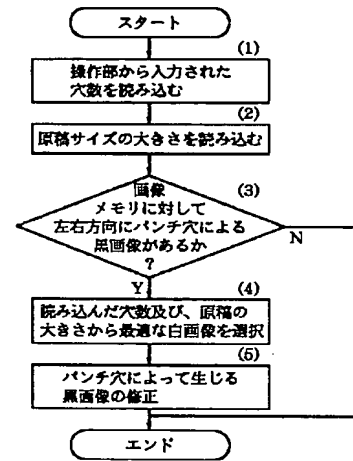 スタート
(1)
操作部から入力された
穴数を読み込む
(2)
原稿サイズの大きさを読み込む
(3)
画像
メモリに対して
左右方向にパンチ穴による
黒画像があるか
?
N
Y
(4)
読み込んだ穴数及び、原稿の
大きさから最適な白画像を選択
(5)
パンチ穴によって生じる
黒画像の修正
エンド